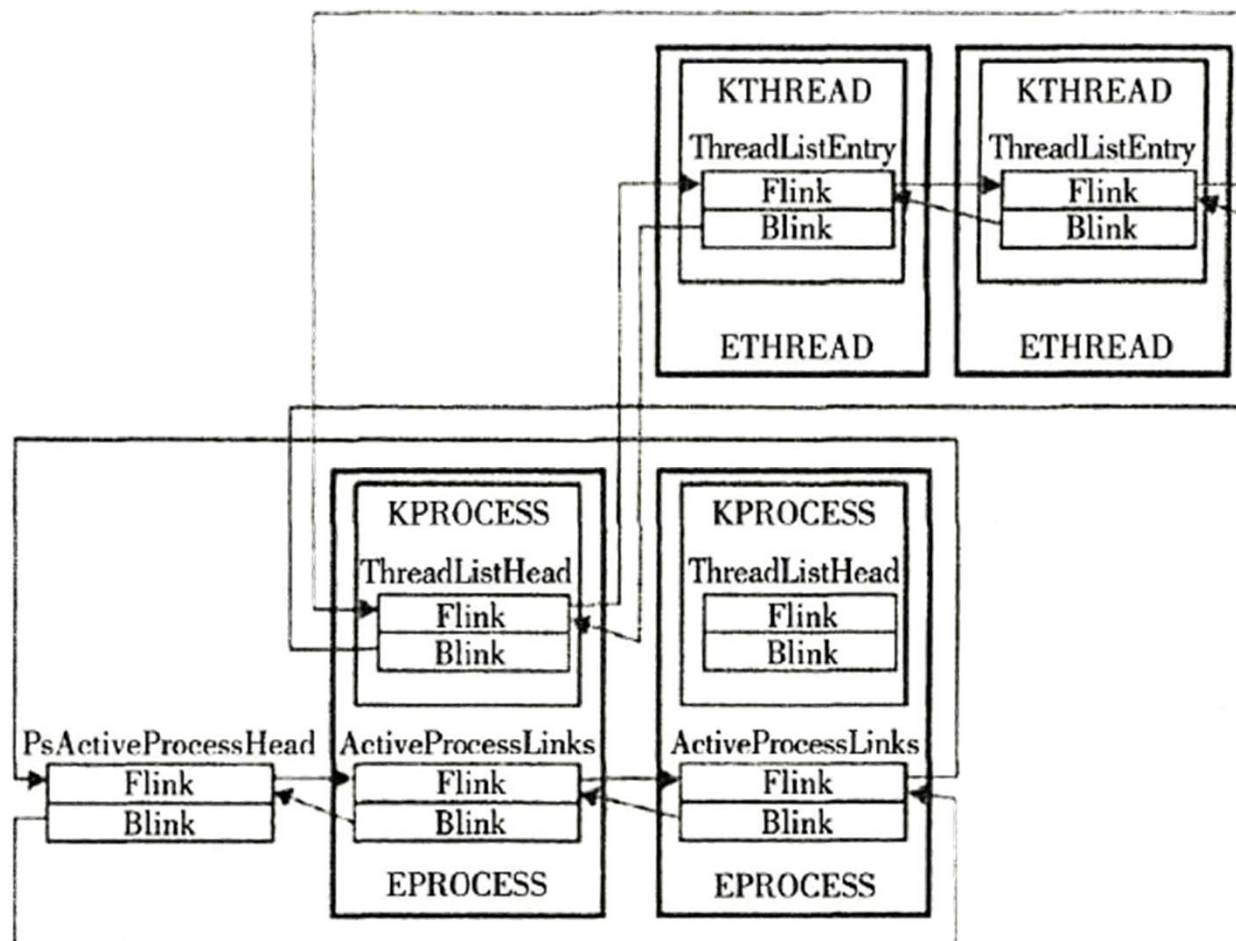 KTHREAD
KTHREAD
ThreadListEntry
ThreadListEntry
Flink
Flink
Blink
Blink
ETHREAD
ETHREAD
KPROCESS
KPROCESS
ThreadListHead
ThreadListHead
Flink
Flink
Blink
Blink
PsActiveProcessHead
ActiveProcessLinks
ActiveProcessLinks
Flink
Flink
Flink
Blink
Blink
Blink
EPROCESS
EPROCESS